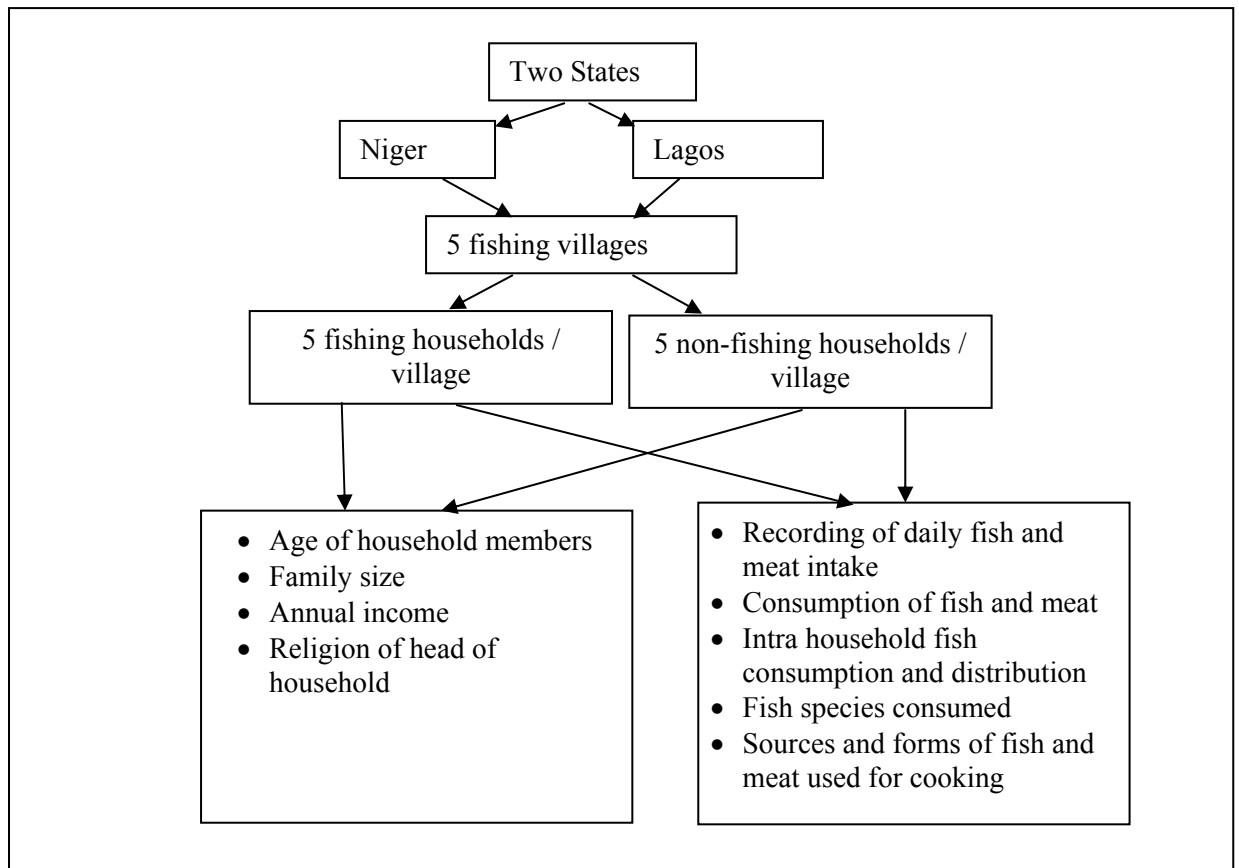 Two States
Niger
Lagos
5 fishing villages
5 fishing households /
village
5 non-fishing households /
village
• Age of household members
• Family size
• Annual income
• Religion of head of
household
• Recording of daily fish and
meat intake
• Consumption of fish and meat
• Intra household fish
consumption and distribution
• Fish species consumed
• Sources and forms of fish and
meat used for cooking